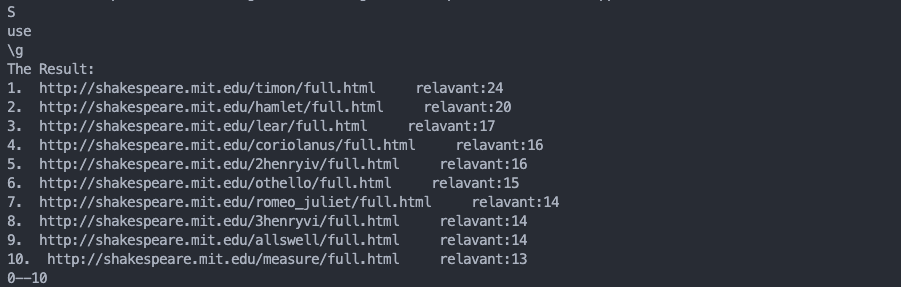 S
use
\g
The Result:
1.  http://shakespeare.mit.edu/timon/full.html     relavant:24
2.  http://shakespeare.mit.edu/hamlet/full.html     relavant:20
3.  http://shakespeare.mit.edu/lear/full.html     relavant:17
4.  http://shakespeare.mit.edu/coriolanus/full.html     relavant:16
5.  http://shakespeare.mit.edu/2henryiv/full.html     relavant:16
6.  http://shakespeare.mit.edu/othello/full.html     relavant:15
7.  http://shakespeare.mit.edu/romeo_juliet/full.html     relavant:14
8.  http://shakespeare.mit.edu/3henryvi/full.html     relavant:14
9.  http://shakespeare.mit.edu/allswell/full.html     relavant:14
10.  http://shakespeare.mit.edu/measure/full.html     relavant:13
0--10